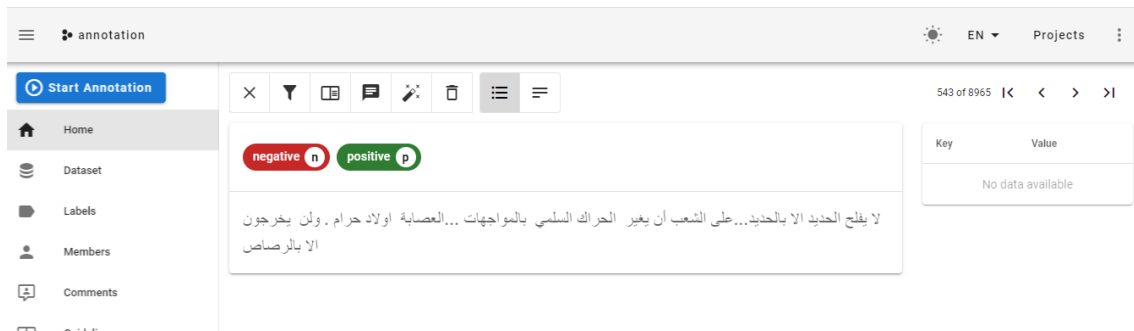 annotation
EN
Projects
Start Annotation
543 of 8965
Home
Dataset
Labels
Members
Comments
negative n
positive p
لا يفلح الحديد الا بالحديد...على الشعب أن يغير الحراك السلمي بالمواجهات ...العصابة اولاد حرام . ولن يخرجون
الا بالرصاص
Key Value
No data available